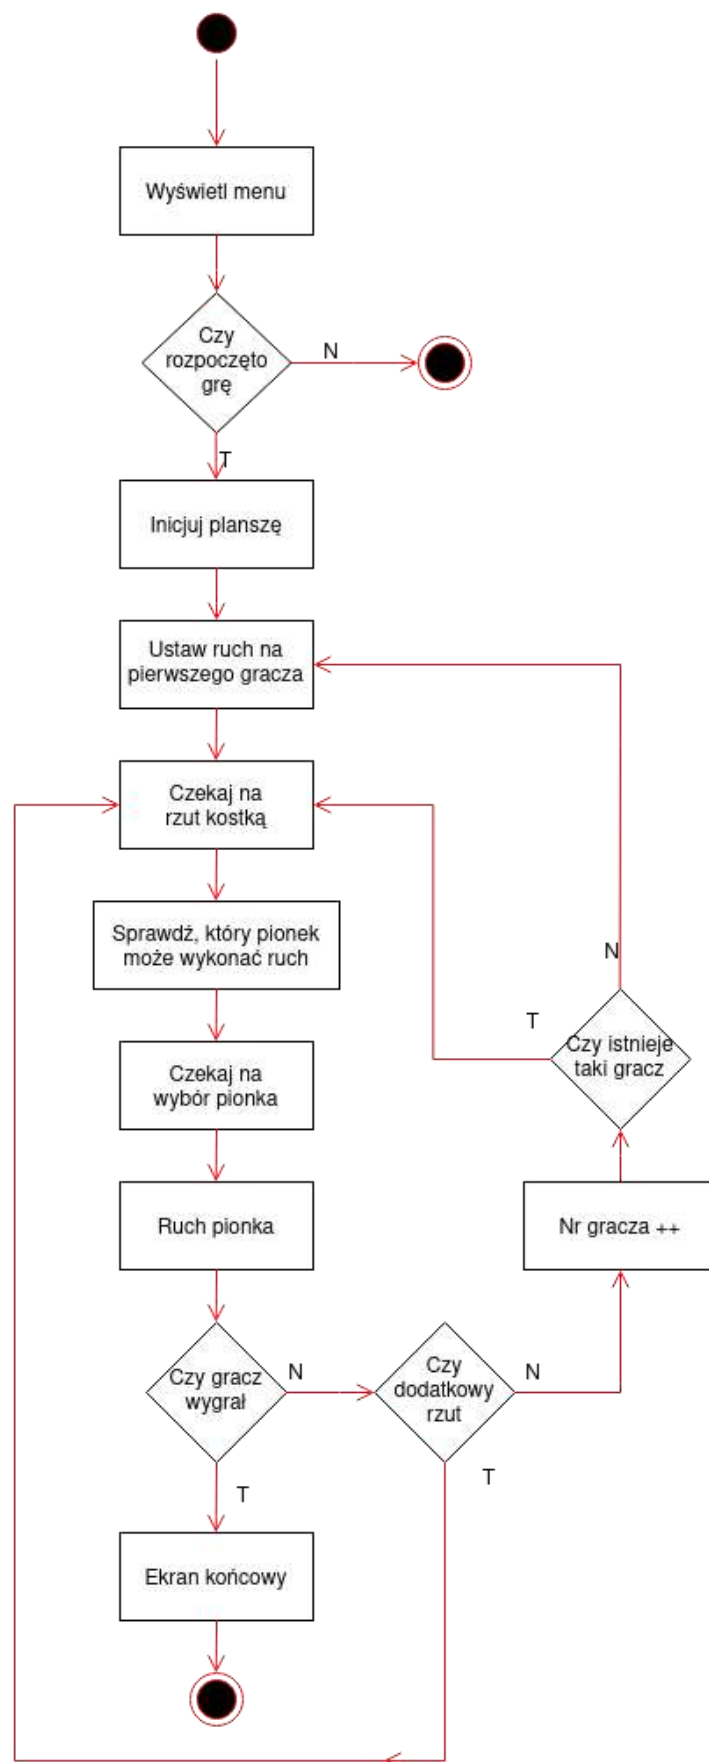 Wyświetl menu
Czy
rozpoczęto
grę
N
T
Inicjuj planszę
Ustaw ruch na
pierwszego gracza
Czekaj na
rzut kostką
Sprawdź, który pionek
może wykonać ruch
N
T
Czy istnieje
taki gracz
Czekaj na
wybór pionka
Ruch pionka
Nr gracza ++
Czy gracz
wygrał
N
Czy
dodatkowy
rzut
N
T
T
Ekran końcowy